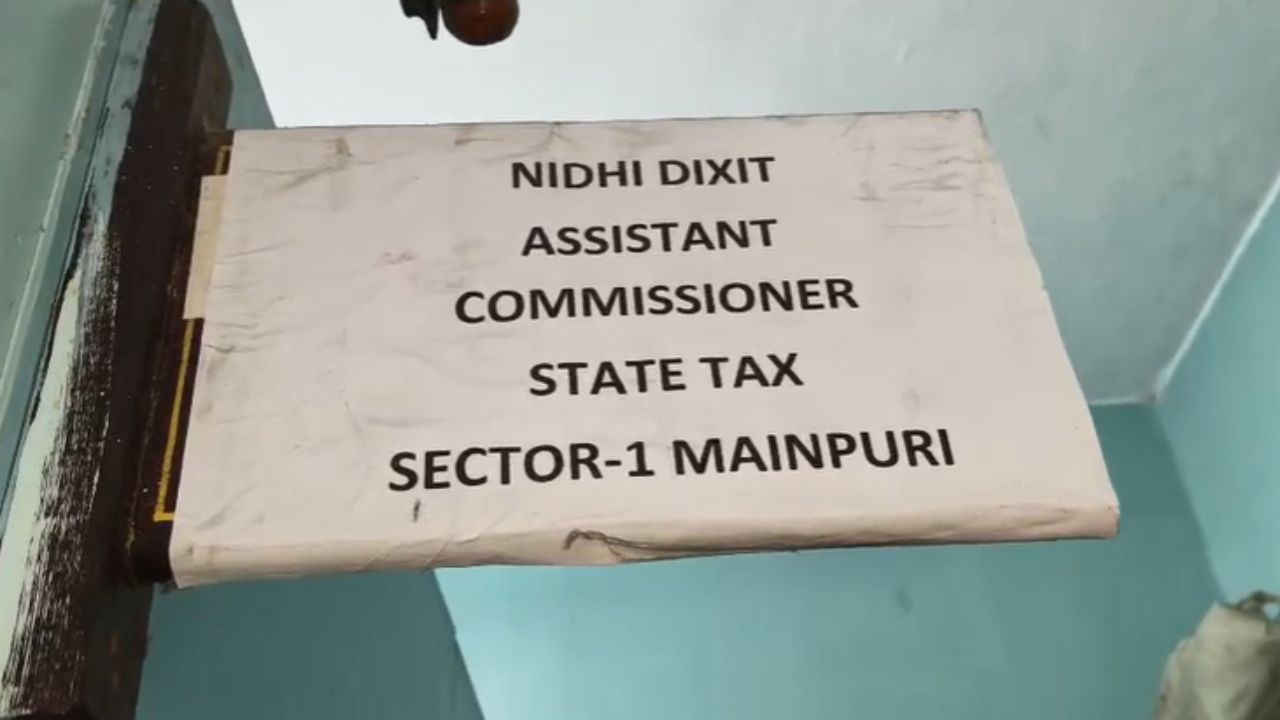 NIDHI DIXIT
ASSISTANT
COMMISSIONER
STATE TAX
SECTOR-1 MAINPURI